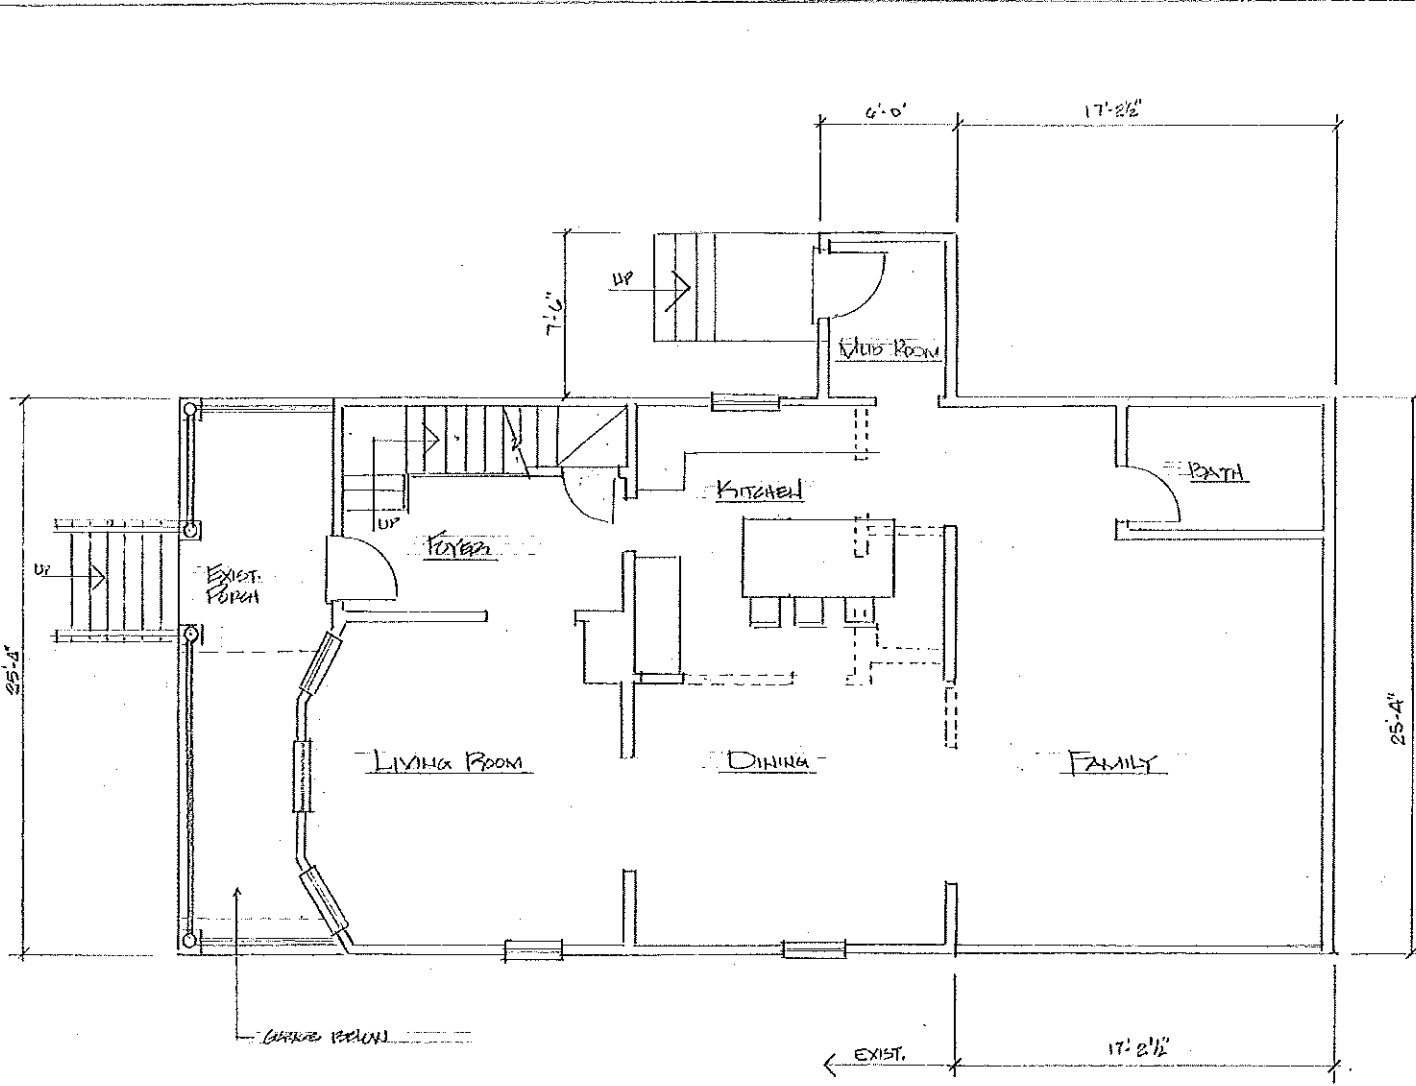 6'-0"
17'-2½"
UP
7'-6"
MUD ROOM
BATH
KITCHEN
UP
FOYER
UP
EXIST.
PORCH
25'-4"
25'-4"
LIVING ROOM
DINING
FAMILY
GARAGE BELOW
EXIST.
17'-2½"